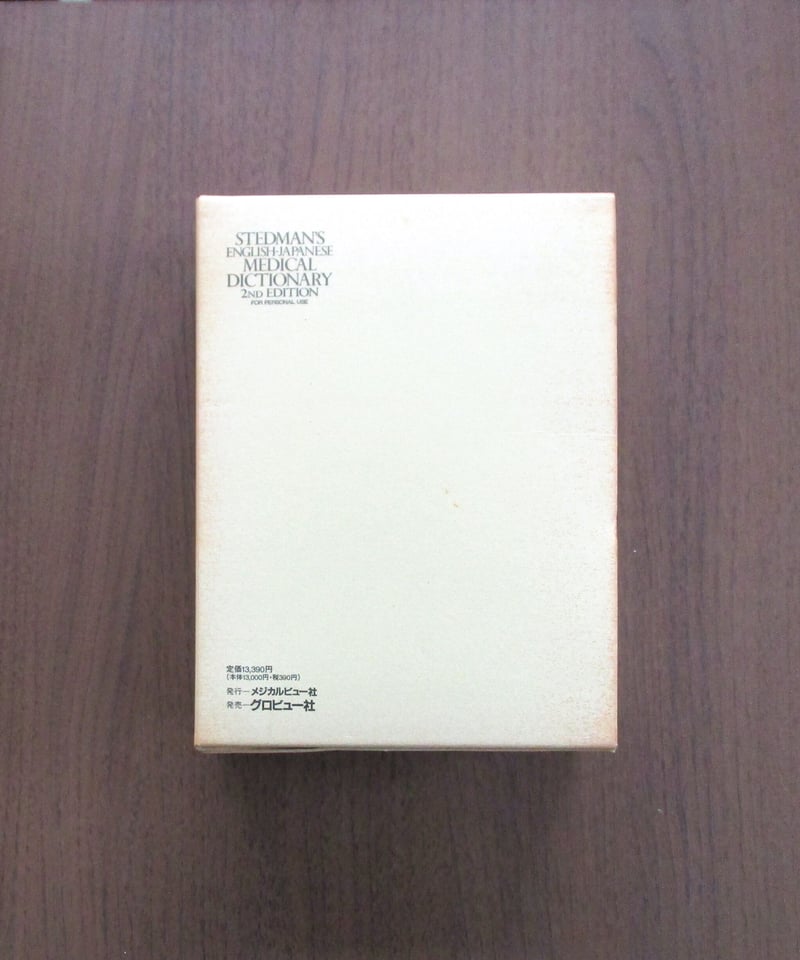 STEDMAN'S
ENGLISH-JAPANESE
MEDICAL
DICTIONARY
2ND EDITION
FOR PERSONAL USE
定価13,390円
(本体13,000円・税390円)
発行─メジカルビュー社
発売─グロビュー社